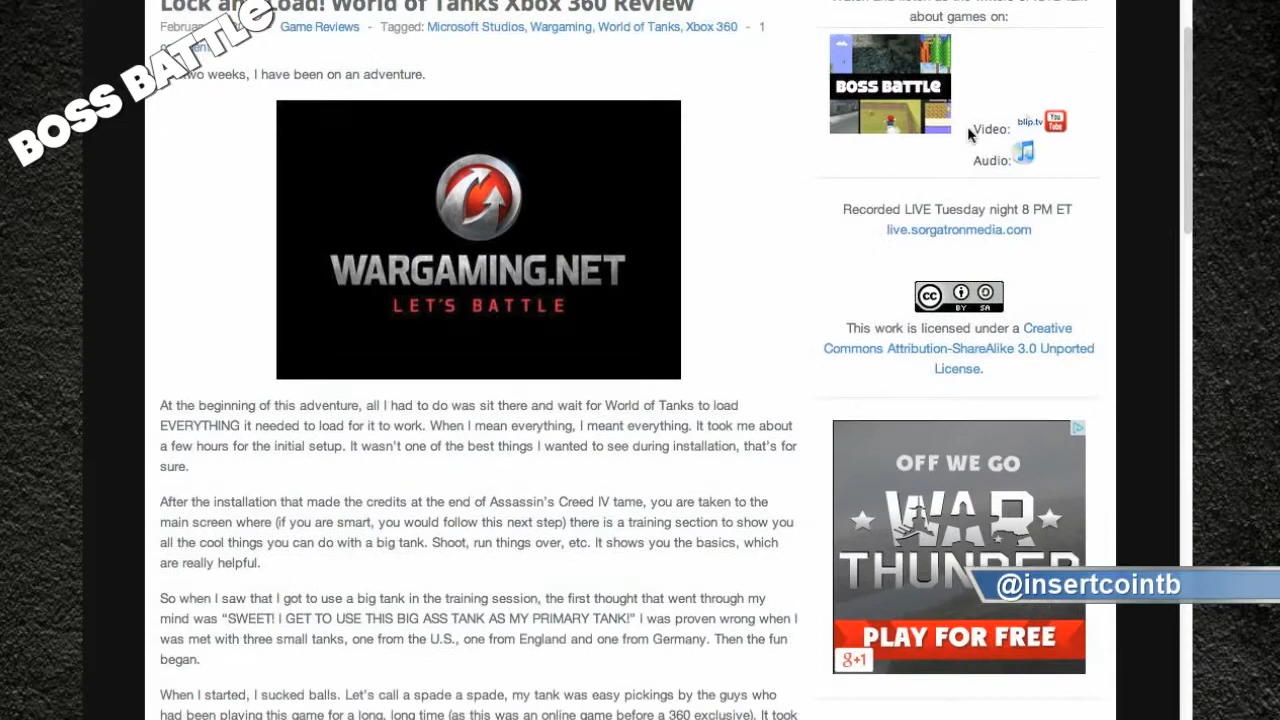 Lock and Load! World of Tanks Xbox 360 Review
Game Reviews - Tagged: Microsoft Studios, Wargaming, World of Tanks, Xbox 360 - 1
BOSS BATTLE
two weeks, I have been on an adventure.
WARGAMING.NET
LET'S BATTLE
At the beginning of this adventure, all I had to do was sit there and wait for World of Tanks to load
EVERYTHING it needed to load for it to work. When I mean everything, I meant everything. It took me about
a few hours for the initial setup. It wasn't one of the best things I wanted to see during installation, that's for
sure.
After the installation that made the credits at the end of Assassin's Creed IV tame, you are taken to the
main screen where (if you are smart, you would follow this next step) there is a training section to show you
all the cool things you can do with a big tank. Shoot, run things over, etc. It shows you the basics, which
are really helpful.
So when I saw that I got to use a big tank in the training session, the first thought that went through my
mind was “SWEET! I GET TO USE THIS BIG ASS TANK AS MY PRIMARY TANK!” I was proven wrong when I
was met with three small tanks, one from the U.S., one from England and one from Germany. Then the fun
began.
When I started, I sucked balls. Let's call a spade a spade, my tank was easy pickings by the guys who
had been playing this game for a long, long time (as this was an online game before a 360 exclusive). It took
about games on:
BOSS BATTLE
Video: blip.tv You Tube
Audio:
Recorded LIVE Tuesday night 8 PM ET
live.sorgatronmedia.com
cc BY SA
This work is licensed under a Creative
Commons Attribution-ShareAlike 3.0 Unported
License.
OFF WE GO
WAR
THUNDER
@insertcointb
PLAY FOR FREE
g+1